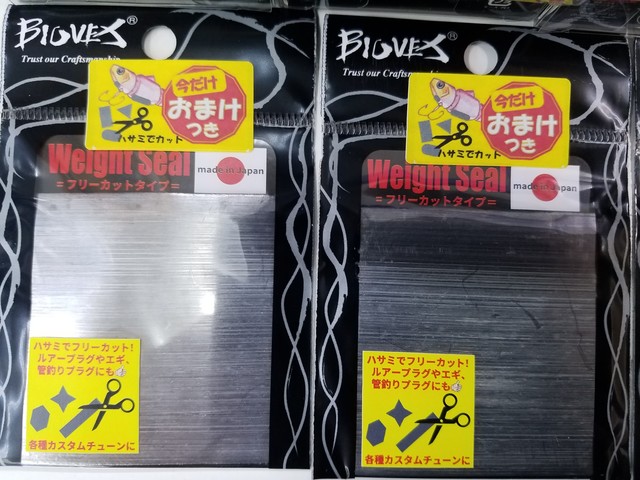 BIOVEX®
Trust our Craftsmanship
今だけ
おまけ
つき
ハサミでカット
Weight Seal
=フリーカットタイプ=
made in Japan
ハサミでフリーカット!
ルアープラグやエギ、
管釣りプラグにも
各種カスタムチューンに
BIOVEX®
Trust our
今だけ
おまけ
つき
ハサミでカット
Weight Seal
=フリーカットタイプ=
made in Japan
ハサミでフリーカット!
ルアープラグやエギ、
管釣りプラグにも
各種カスタムチューンに